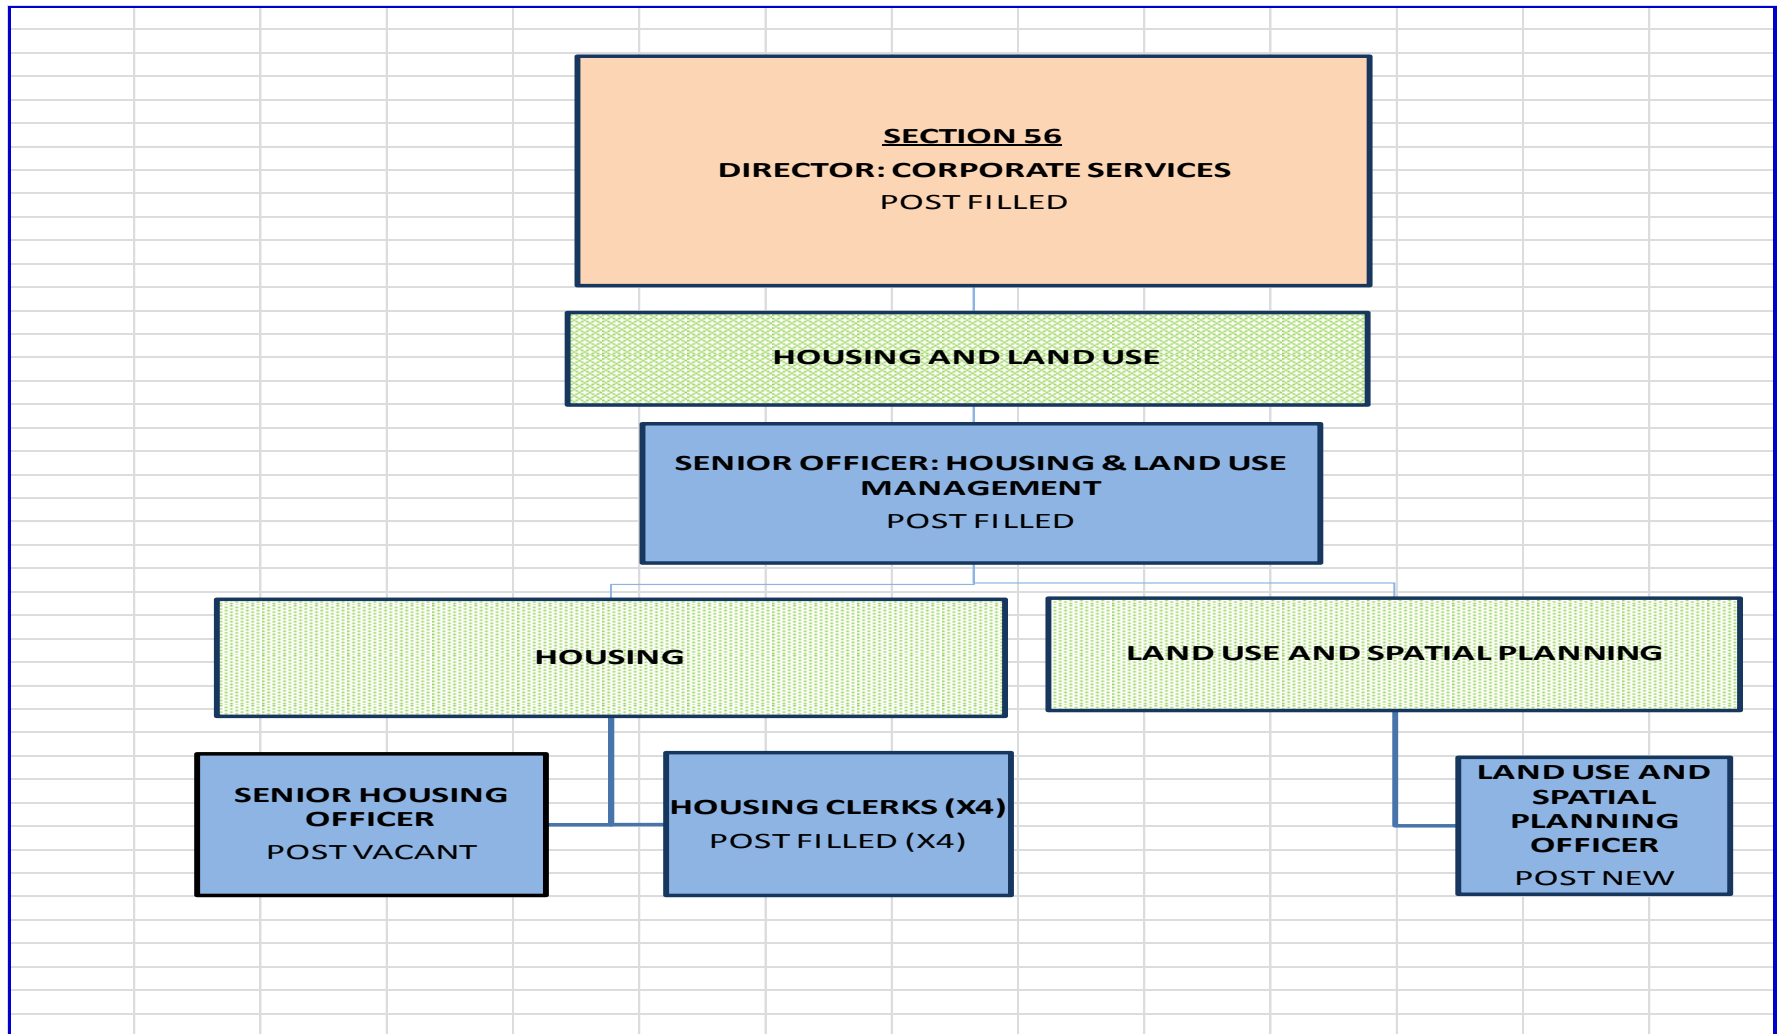 SECTION 56
DIRECTOR: CORPORATE SERVICES
POST FILLED
HOUSING AND LAND USE
SENIOR OFFICER: HOUSING & LAND USE
MANAGEMENT
POST FILLED
HOUSING
LAND USE AND SPATIAL PLANNING
SENIOR HOUSING
OFFICER
POST VACANT
HOUSING CLERKS (X4)
POST FILLED (X4)
LAND USE AND
SPATIAL
PLANNING
OFFICER
POST NEW